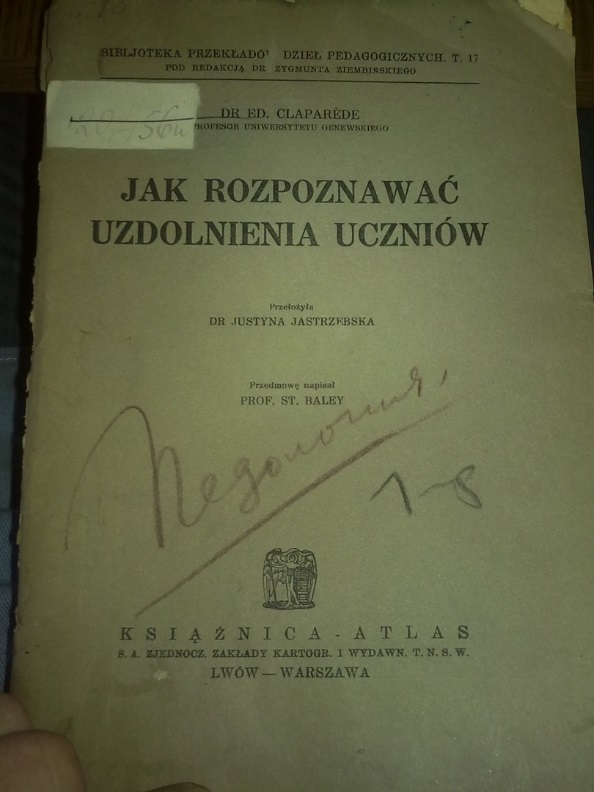 BIBLJOTEKA PRZEKŁADÓW DZIEŁ PEDAGOGICZNYCH. T. 17
POD REDAKCJĄ DR ZYGMUNTA ZIEMBIŃSKIEGO
DR ED. CLAPARÈDE
PROFESOR UNIWERSYTETU GENEWSKIEGO
JAK ROZPOZNAWAĆ
UZDOLNIENIA UCZNIÓW
Przełożyła
DR JUSTYNA JASTRZĘBSKA
Przedmowę napisał
PROF. ST. BALEY
1-8
KSIĄŻNICA - ATLAS
S. A. ZJEDNOCZ. ZAKŁADY KARTOGR. I WYDAWN. T. N. S. W.
LWÓW — WARSZAWA